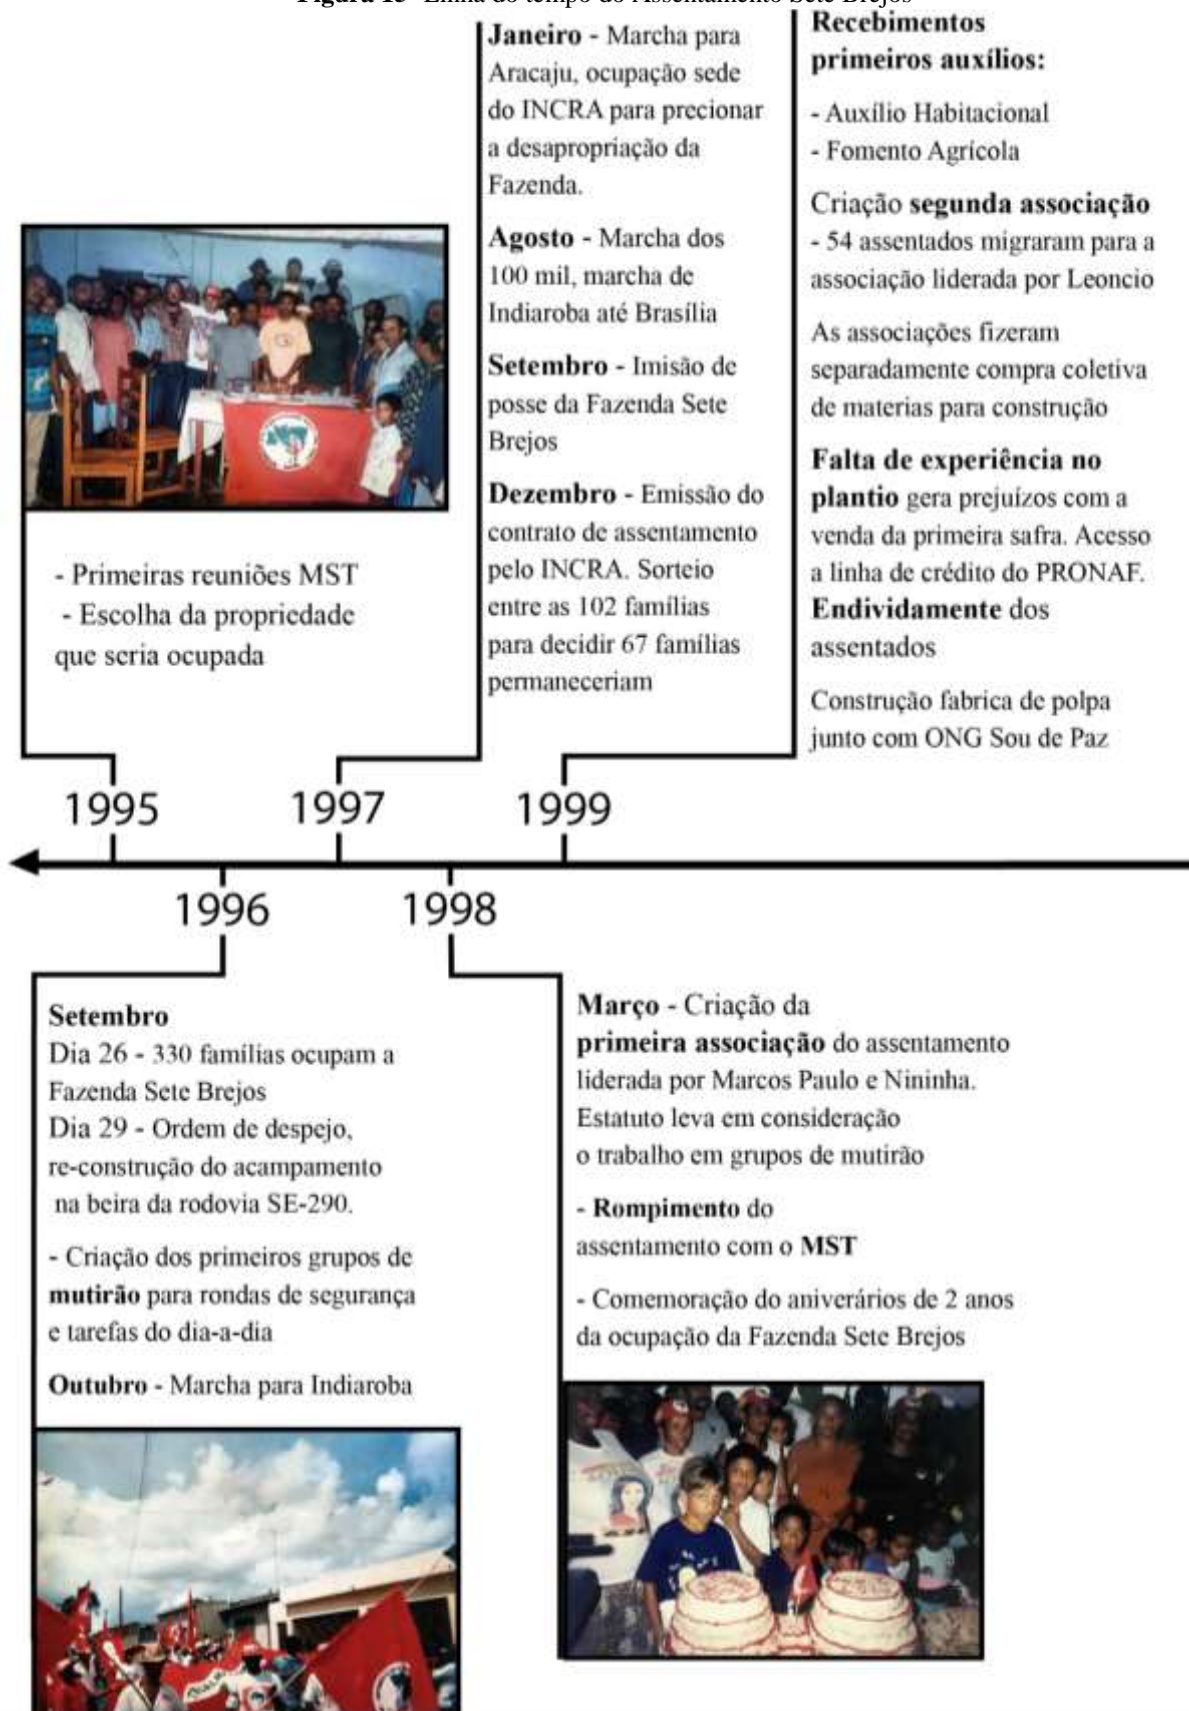 Figura 15- Linha do tempo do Assentamento Sete Brejos
- Primeiras reuniões MST
- Escolha da propriedade
que seria ocupada
1995
Setembro
Dia 26 - 330 famílias ocupam a
Fazenda Sete Brejos
Dia 29 - Ordem de despejo,
re-construção do acampamento
na beira da rodovia SE-290.
- Criação dos primeiros grupos de
mutirão para rondas de segurança
e tarefas do dia-a-dia
Outubro - Marcha para Indiaroba
1996
Janeiro - Marcha para
Aracaju, ocupação sede
do INCRA para precionar
a desapropriação da
Fazenda.
Agosto - Marcha dos
100 mil, marcha de
Indiaroba até Brasília
Setembro - Imisão de
posse da Fazenda Sete
Brejos
Dezembro - Emissão do
contrato de assentamento
pelo INCRA. Sorteio
entre as 102 famílias
para decidir 67 famílias
permaneceriam
1997
Março - Criação da
primeira associação do assentamento
liderada por Marcos Paulo e Nininha.
Estatuto leva em consideração
o trabalho em grupos de mutirão
- Rompimento do
assentamento com o MST
- Comemoração do aniverários de 2 anos
da ocupação da Fazenda Sete Brejos
1998
Recebimentos
primeiros auxílios:
- Auxílio Habitacional
- Fomento Agrícola
Criação segunda associação
- 54 assentados migraram para a
associação liderada por Leoncio
As associações fizeram
separadamente compra coletiva
de materias para construção
Falta de experiência no
plantio gera prejuízos com a
venda da primeira safra. Acesso
a linha de crédito do PRONAF.
Endividamente dos
assentados
Construção fabrica de polpa
junto com ONG Sou de Paz
1999